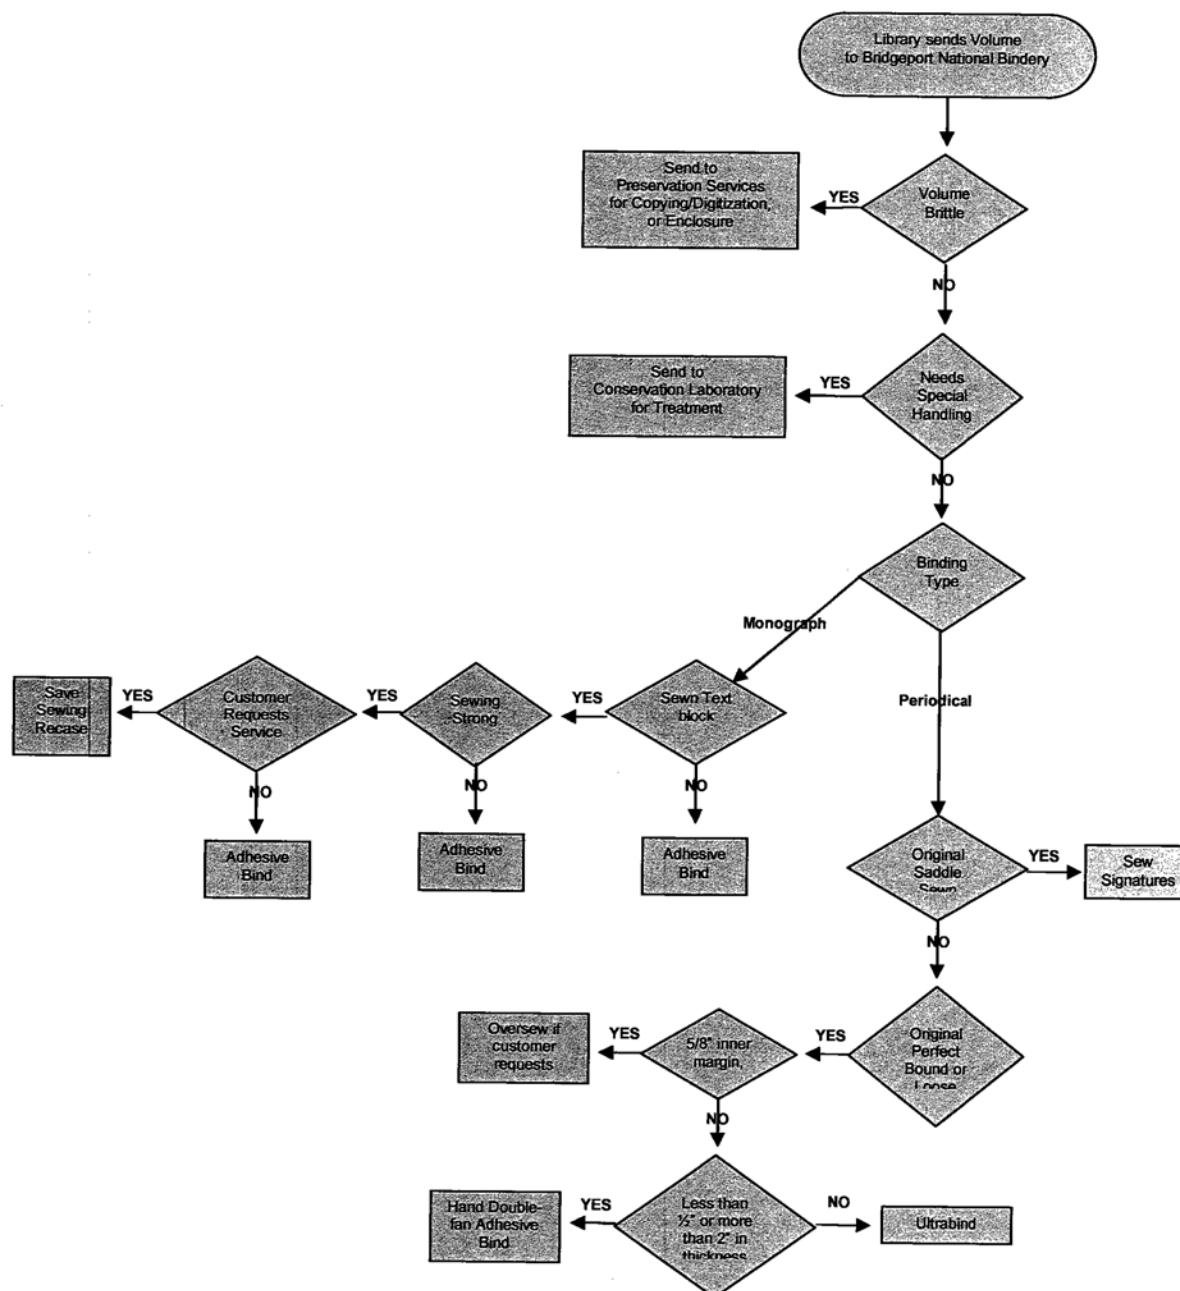 Library sends Volume
to Bridgeport National Bindery
Send to
Preservation Services
for Copying/Digitization,
or Enclosure
YES
Volume
Brittle
NO
Send to
Conservation Laboratory
for Treatment
YES
Needs
Special
Handling
NO
Binding
Type
Monograph
Periodical
Save
Sewing
Recase
YES
Customer
Requests
Service
YES
Sewing
Strong
YES
Sewn Text
block
NO
NO
NO
Adhesive
Bind
Adhesive
Bind
Adhesive
Bind
Original
Saddle
Sewn
YES
Sew
Signatures
NO
Oversew if
customer
requests
YES
5/8" inner
margin,
YES
Original
Perfect
Bound or
Loose
NO
Hand Double-
fan Adhesive
Bind
YES
Less than
½" or more
than 2" in
thickness
NO
Ultrabind